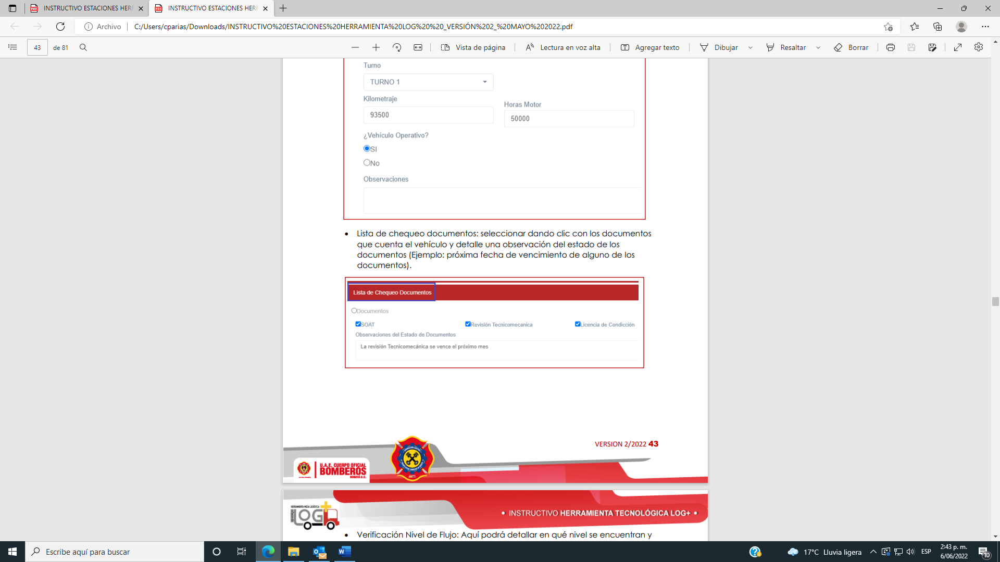 INSTRUCTIVO ESTACIONES HERR
INSTRUCTIVO ESTACIONES HERR
Archivo
C:/Users/cparias/Downloads/INSTRUCTIVO%20ESTACIONES%20HERRAMIENTA%20LOG%20%20_VERSIÓN%202_%20MAYO%202022.pdf
43 de 81
Vista de página
Lectura en voz alta
Agregar texto
Dibujar
Resaltar
Borrar
Turno
TURNO 1
Kilometraje
93500
Horas Motor
50000
¿Vehículo Operativo?
SI
No
Observaciones
• Lista de chequeo documentos: seleccionar dando clic con los documentos
que cuenta el vehículo y detalle una observación del estado de los
documentos (Ejemplo: próxima fecha de vencimiento de alguno de los
documentos).
Lista de Chequeo Documentos
Documentos
SOAT
Revisión Tecnicomecanica
Licencia de Condicción
Observaciones del Estado de Documentos
La revisión Tecnicomecánica se vence el próximo mes
VERSION 2/2022 43
U.A.E. CUERPO OFICIAL
BOMBEROS
BOGOTÁ D.C.
HERRAMIENTA MESA LOGÍSTICA
LOG
• INSTRUCTIVO HERRAMIENTA TECNOLÓGICA LOG+ •
• Verificación Nivel de Flujo: Aquí podrá detallar en qué nivel se encuentran y
Escribe aquí para buscar
17°C Lluvia ligera
ESP
2:43 p. m.
6/06/2022
10